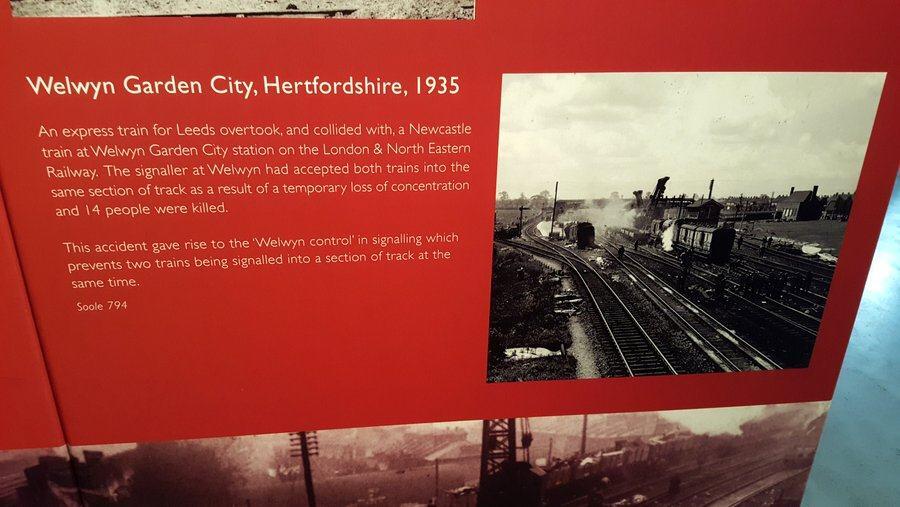 Welwyn Garden City, Hertfordshire, 1935
An express train for Leeds overtook, and collided with, a Newcastle
train at Welwyn Garden City station on the London & North Eastern
Railway. The signaller at Welwyn had accepted both trains into the
same section of track as a result of a temporary loss of concentration
and 14 people were killed.
This accident gave rise to the ‘Welwyn control’ in signalling which
prevents two trains being signalled into a section of track at the
same time.
Soole 794